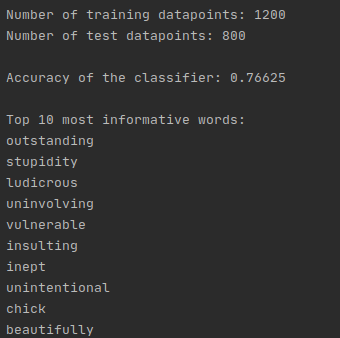 Number of training datapoints: 1200
Number of test datapoints: 800
Accuracy of the classifier: 0.76625
Top 10 most informative words:
outstanding
stupidity
ludicrous
uninvolving
vulnerable
insulting
inept
unintentional
chick
beautifully